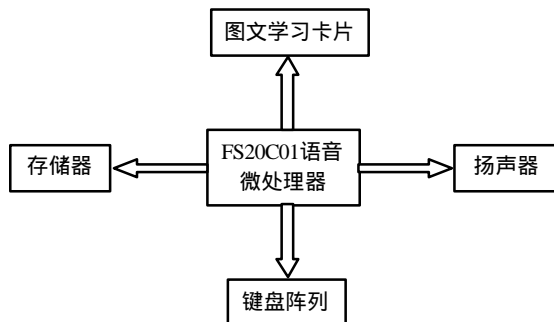 图文学习卡片
存储器
FS20C01语音
微处理器
扬声器
键盘阵列